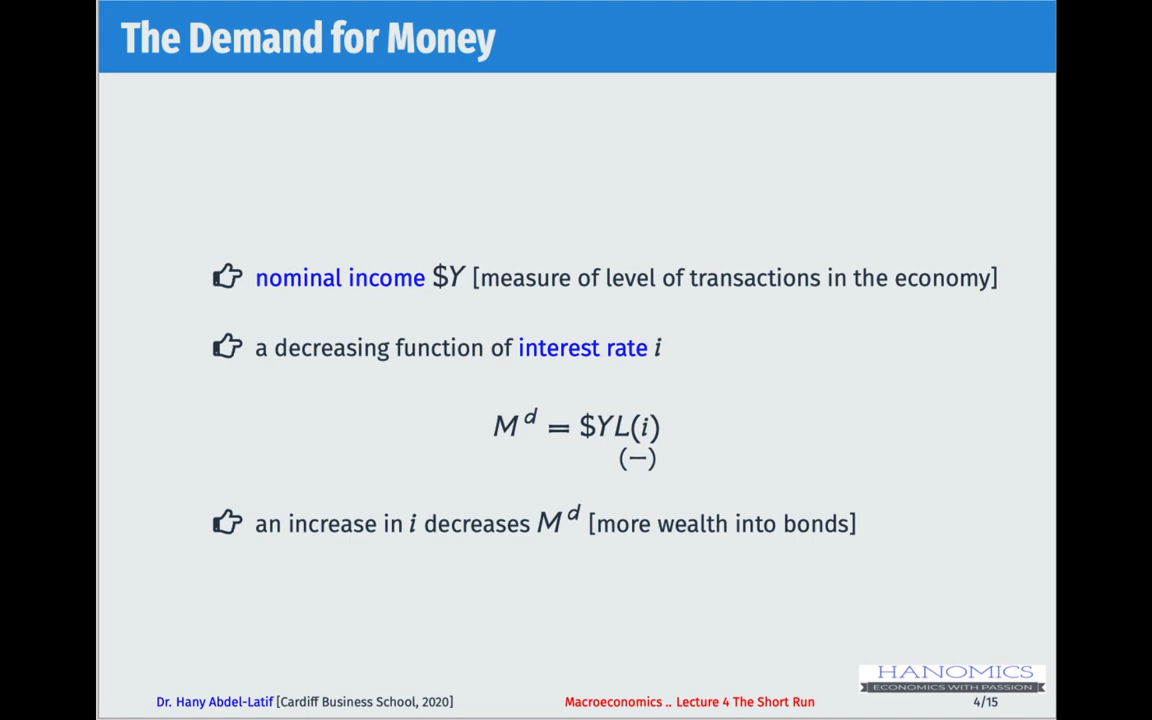 The Demand for Money
nominal income $Y [measure of level of transactions in the economy]
a decreasing function of interest rate i
M^d = $YL(i)
(−)
an increase in i decreases M^d [more wealth into bonds]
HANOMICS
ECONOMICS WITH PASSION
Dr. Hany Abdel-Latif [Cardiff Business School, 2020] Macroeconomics .. Lecture 4 The Short Run 4/15